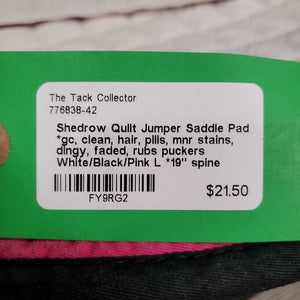 The Tack Collector
776838-42
Shedrow Quilt Jumper Saddle Pad
*gc, clean, hair, pills, mnr stains,
dingy, faded, rubs puckers
White/Black/Pink L *19" spine
$21.50
FY9RG2